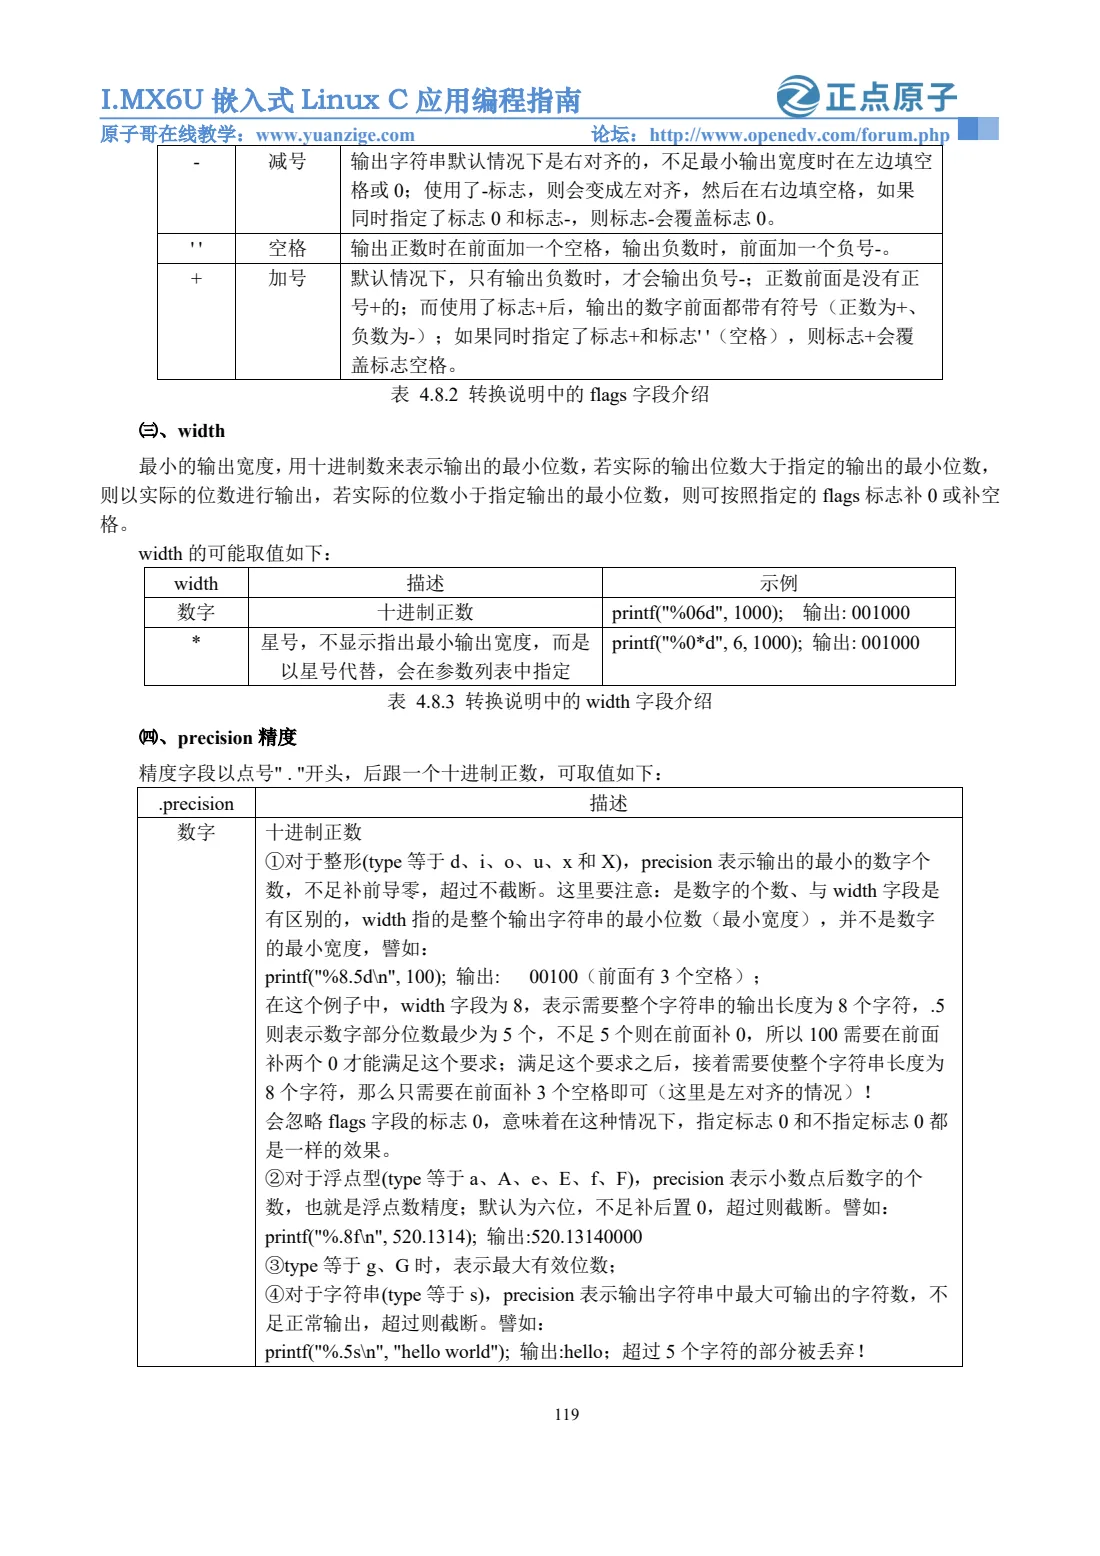 I.MX6U 嵌入式 Linux C 应用编程指南
正点原子
原子哥在线教学：www.yuanzige.com 论坛：http://www.openedv.com/forum.php
- 减号 输出字符串默认情况下是右对齐的，不足最小输出宽度时在左边填空
格或 0；使用了-标志，则会变成左对齐，然后在右边填空格，如果
同时指定了标志 0 和标志-，则标志-会覆盖标志 0。
' ' 空格 输出正数时在前面加一个空格，输出负数时，前面加一个负号-。
+ 加号 默认情况下，只有输出负数时，才会输出负号-；正数前面是没有正
号+的；而使用了标志+后，输出的数字前面都带有符号（正数为+、
负数为-）；如果同时指定了标志+和标志' '（空格），则标志+会覆
盖标志空格。
表 4.8.2 转换说明中的 flags 字段介绍
㈢、width
最小的输出宽度，用十进制数来表示输出的最小位数，若实际的输出位数大于指定的输出的最小位数，
则以实际的位数进行输出，若实际的位数小于指定输出的最小位数，则可按照指定的 flags 标志补 0 或补空
格。
width 的可能取值如下：
width 描述 示例
数字 十进制正数 printf("%06d", 1000); 输出: 001000
* 星号，不显示指出最小输出宽度，而是 printf("%0*d", 6, 1000); 输出: 001000
以星号代替，会在参数列表中指定
表 4.8.3 转换说明中的 width 字段介绍
㈣、precision 精度
精度字段以点号" . "开头，后跟一个十进制正数，可取值如下：
.precision 描述
数字 十进制正数
①对于整形(type 等于 d、i、o、u、x 和 X)，precision 表示输出的最小的数字个
数，不足补前导零，超过不截断。这里要注意：是数字的个数、与 width 字段是
有区别的，width 指的是整个输出字符串的最小位数（最小宽度），并不是数字
的最小宽度，譬如：
printf("%8.5d\n", 100); 输出: 00100（前面有 3 个空格）；
在这个例子中，width 字段为 8，表示需要整个字符串的输出长度为 8 个字符，.5
则表示数字部分位数最少为 5 个，不足 5 个则在前面补 0，所以 100 需要在前面
补两个 0 才能满足这个要求；满足这个要求之后，接着需要使整个字符串长度为
8 个字符，那么只需要在前面补 3 个空格即可（这里是左对齐的情况）！
会忽略 flags 字段的标志 0，意味着在这种情况下，指定标志 0 和不指定标志 0 都
是一样的效果。
②对于浮点型(type 等于 a、A、e、E、f、F)，precision 表示小数点后数字的个
数，也就是浮点数精度；默认为六位，不足补后置 0，超过则截断。譬如：
printf("%.8f\n", 520.1314); 输出:520.13140000
③type 等于 g、G 时，表示最大有效位数；
④对于字符串(type 等于 s)，precision 表示输出字符串中最大可输出的字符数，不
足正常输出，超过则截断。譬如：
printf("%.5s\n", "hello world"); 输出:hello；超过 5 个字符的部分被丢弃！
119